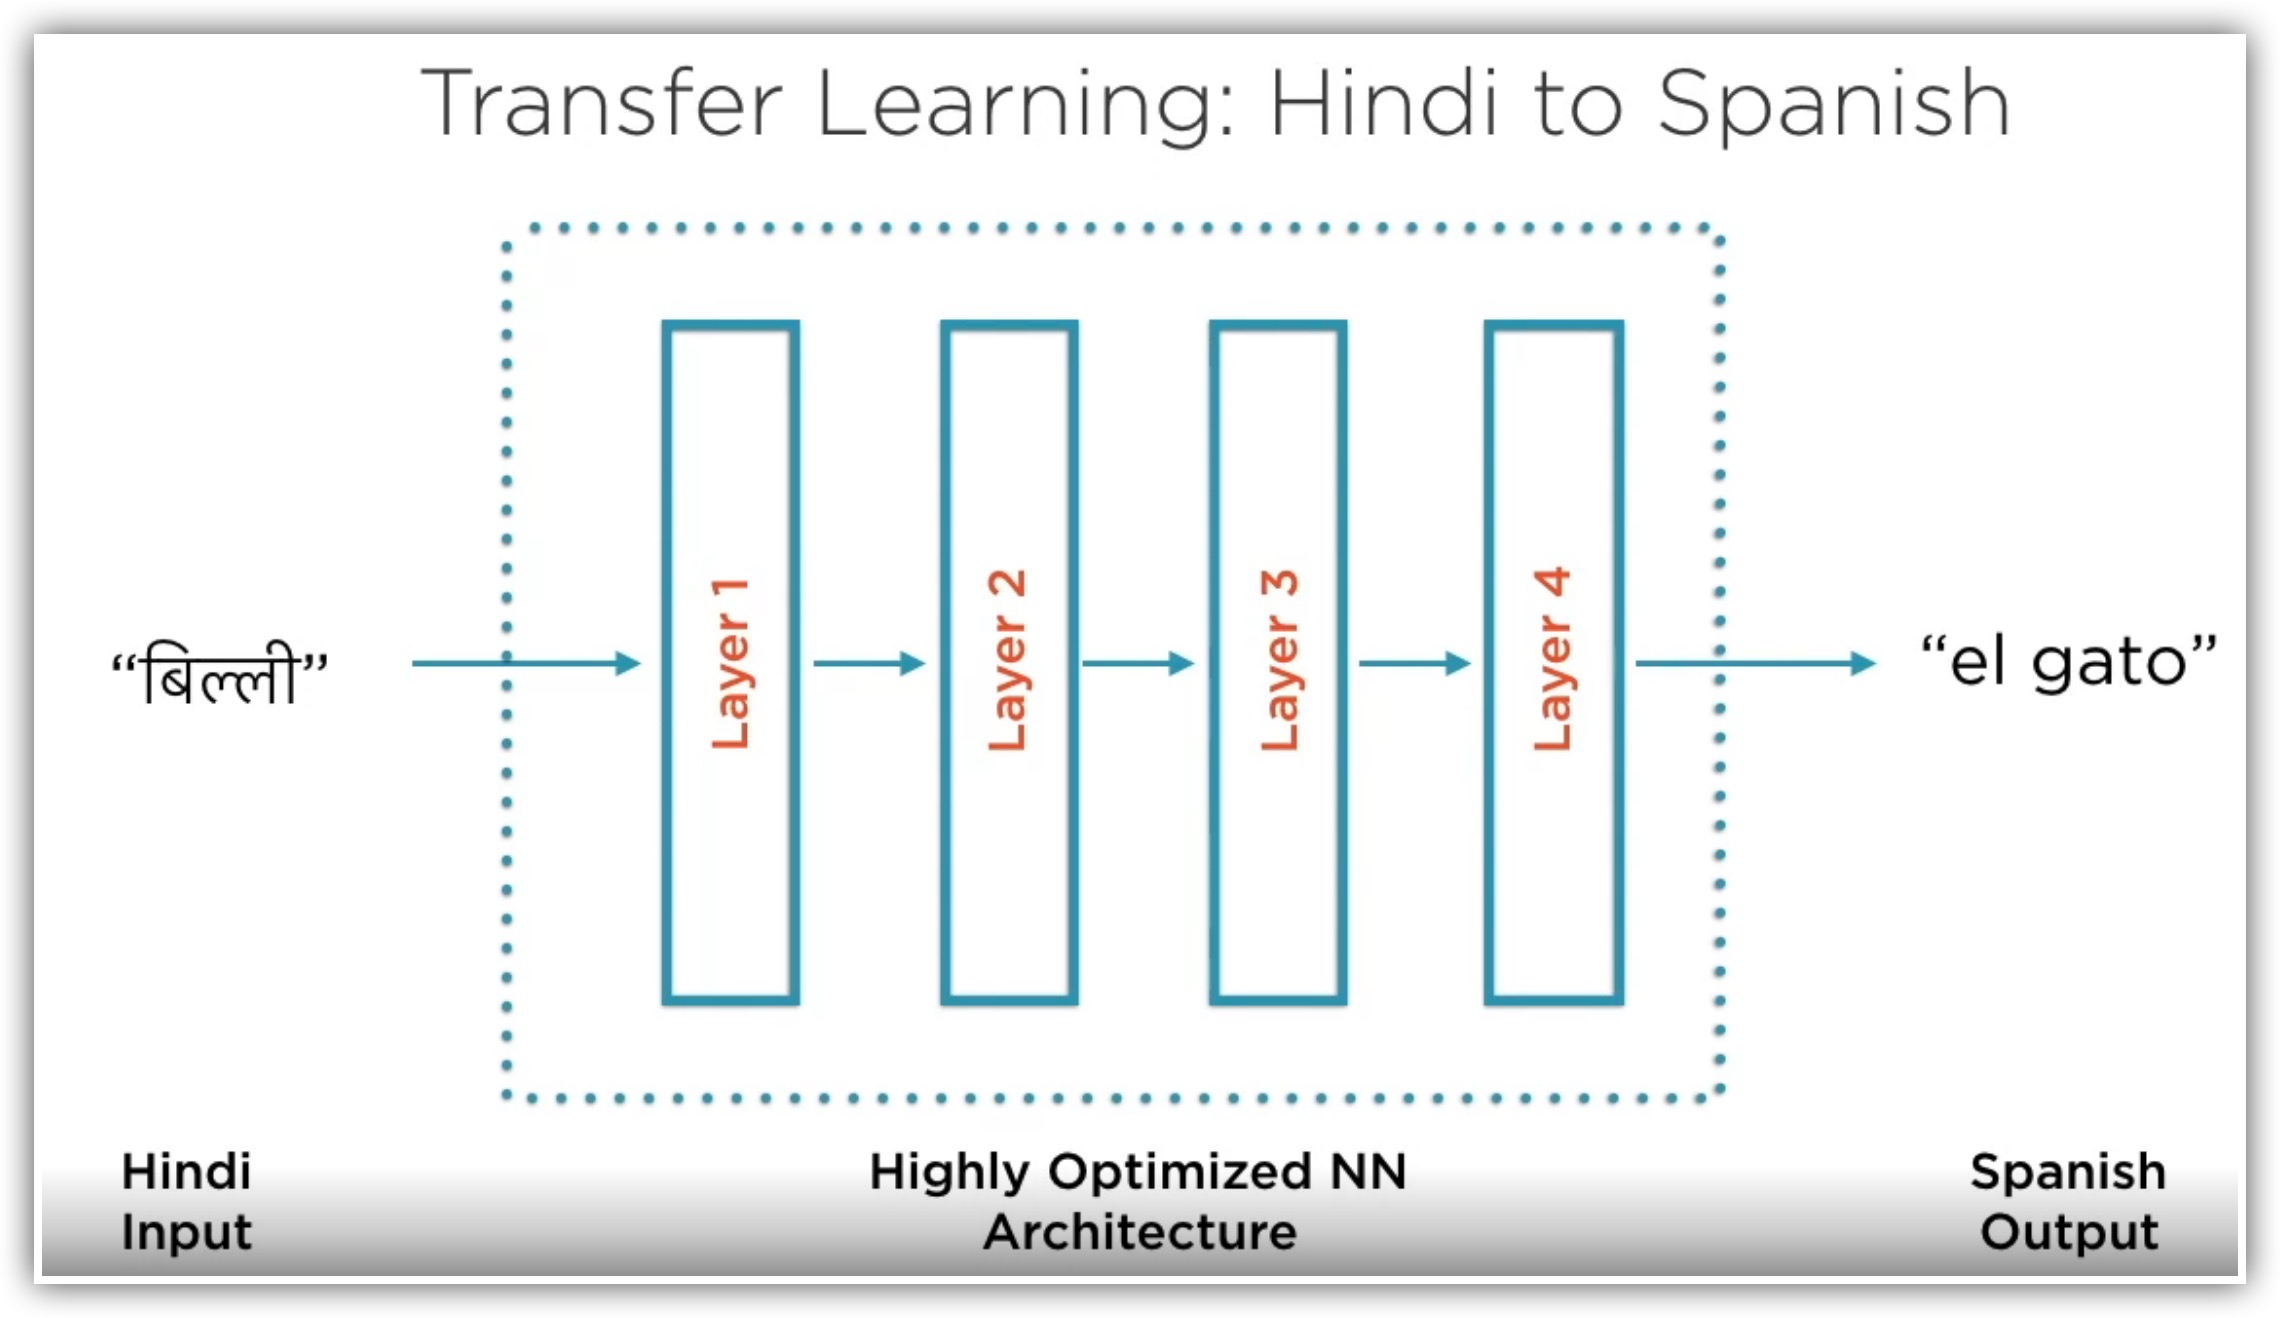 Transfer Learning: Hindi to Spanish
“बिल्ली”
Layer 1
Layer 2
Layer 3
Layer 4
“el gato”
Hindi
Input
Highly Optimized NN
Architecture
Spanish
Output